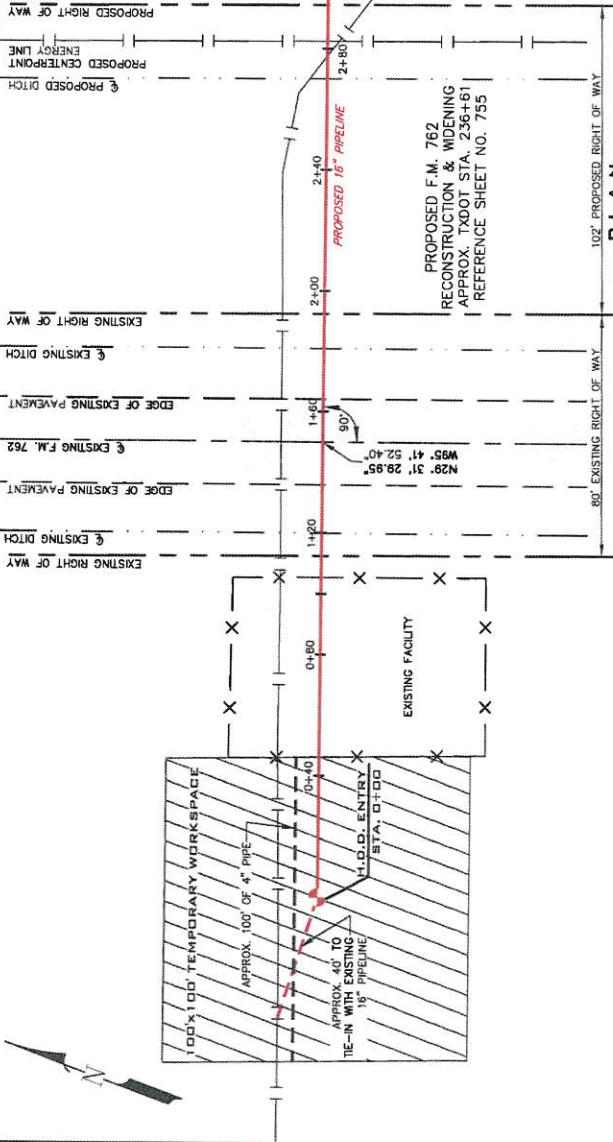 PROPOSED RIGHT OF WAY
PROPOSED CENTERPOINT
ENERGY LINE
℄ PROPOSED DITCH
EXISTING RIGHT OF WAY
℄ EXISTING DITCH
EDGE OF EXISTING PAVEMENT
℄ EXISTING F.M. 762
EDGE OF EXISTING PAVEMENT
℄ EXISTING DITCH
EXISTING RIGHT OF WAY
2+80
2+40
2+00
1+60
1+20
0+80
0+40
PROPOSED 16" PIPELINE
PROPOSED F.M. 762
RECONSTRUCTION & WIDENING
APPROX. TXDOT STA. 236+61
REFERENCE SHEET NO. 755
90°
N29° 31' 29.95"
W95° 41' 52.40"
102' PROPOSED RIGHT OF WAY
80' EXISTING RIGHT OF WAY
PLAN
EXISTING FACILITY
100'x100' TEMPORARY WORKSPACE
APPROX. 100' OF 4" PIPE
H.D.D. ENTRY
STA. 0+00
APPROX. 40' TO
TIE-IN WITH EXISTING
16" PIPELINE
N